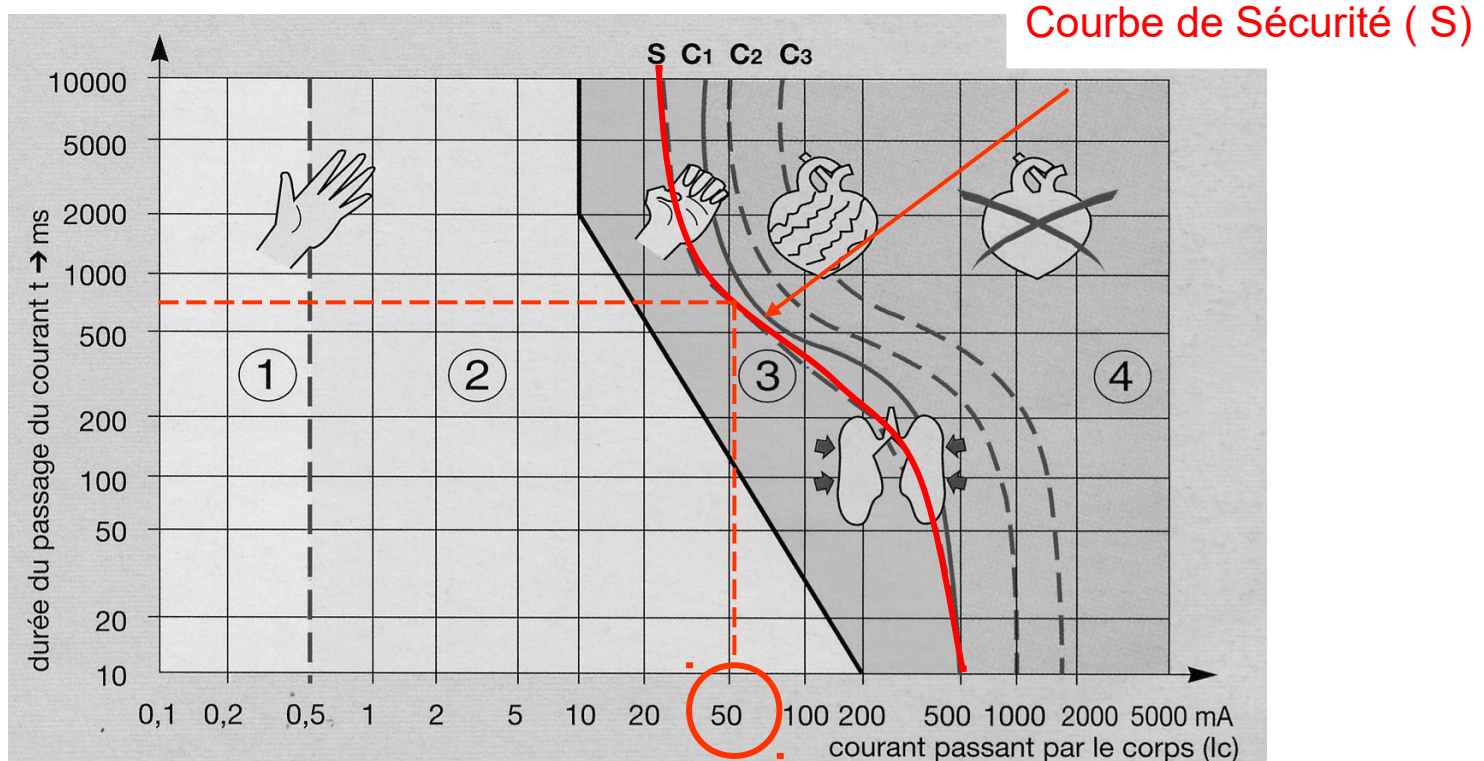 Courbe de Sécurité ( S)
S C1 C2 C3
10000
5000
2000
1000
500
200
100
50
20
10
durée du passage du courant t → ms
1
2
3
4
0,1 0,2 0,5 1 2 5 10 20 50 100 200 500 1000 2000 5000 mA
courant passant par le corps (Ic)